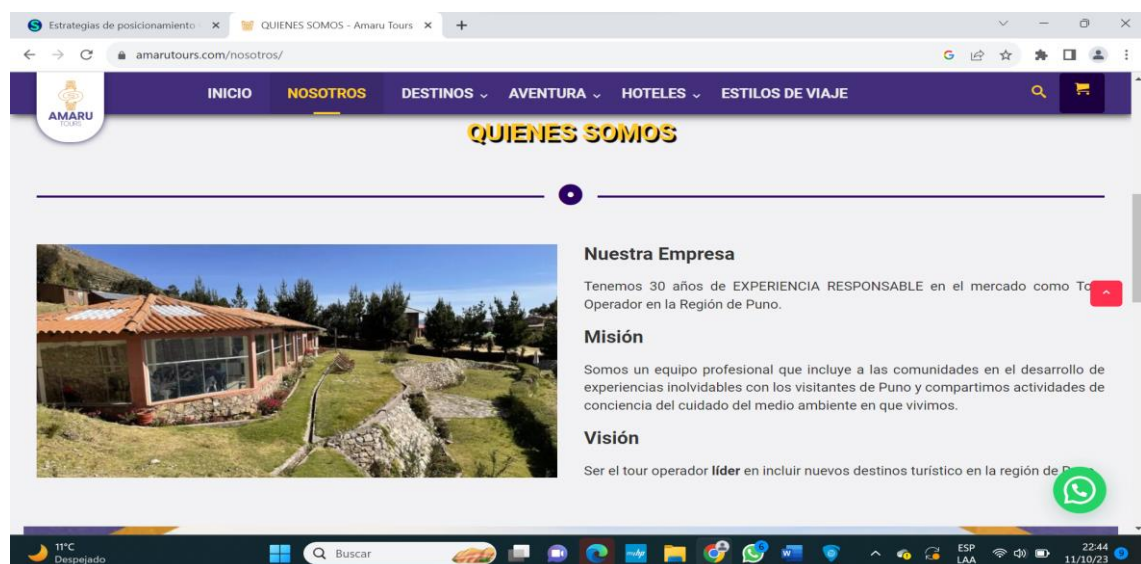 Estrategias de posicionamiento
QUIENES SOMOS - Amaru Tours
amarutours.com/nosotros/
AMARU
TOURS
INICIO
NOSOTROS
DESTINOS
AVENTURA
HOTELES
ESTILOS DE VIAJE
QUIENES SOMOS
Nuestra Empresa
Tenemos 30 años de EXPERIENCIA RESPONSABLE en el mercado como
Operador en la Región de Puno.
Misión
Somos un equipo profesional que incluye a las comunidades en el desarrollo de
experiencias inolvidables con los visitantes de Puno y compartimos actividades de
conciencia del cuidado del medio ambiente en que vivimos.
Visión
Ser el tour operador líder en incluir nuevos destinos turístico en la región de
11°C
Despejado
Buscar
ESP
LAA
22:44
11/10/23